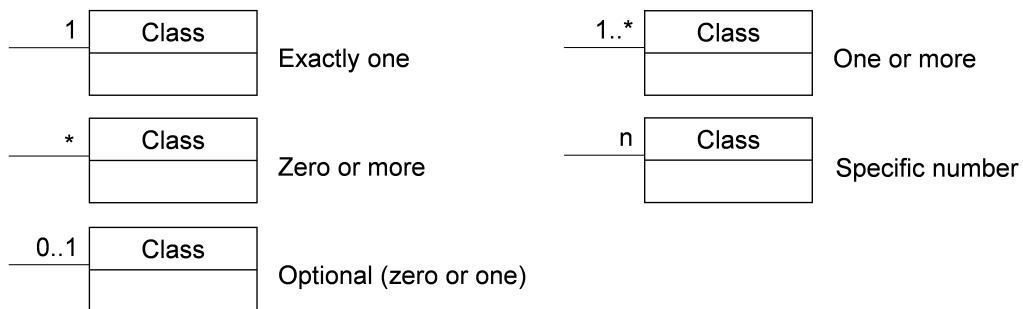 1 Class Exactly one
1..* Class One or more
* Class Zero or more
n Class Specific number
0..1 Class Optional (zero or one)